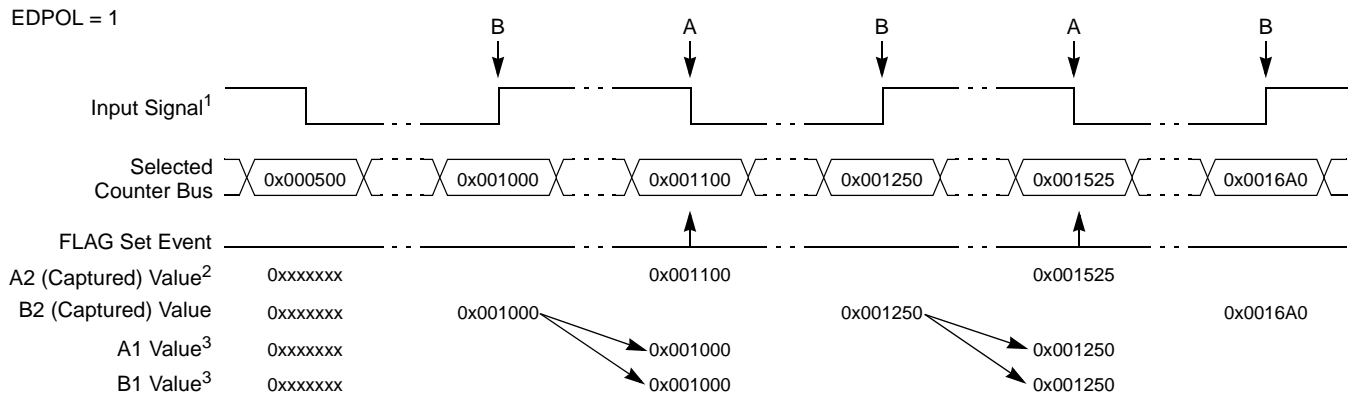 EDPOL = 1
B A B A B
Input Signal1
Selected
Counter Bus
0x000500 0x001000 0x001100 0x001250 0x001525 0x0016A0
FLAG Set Event
A2 (Captured) Value2 0xxxxxxx 0x001100 0x001525
B2 (Captured) Value 0xxxxxxx 0x001000 0x001250 0x0016A0
A1 Value3 0xxxxxxx 0x001000 0x001250
B1 Value3 0xxxxxxx 0x001000 0x001250